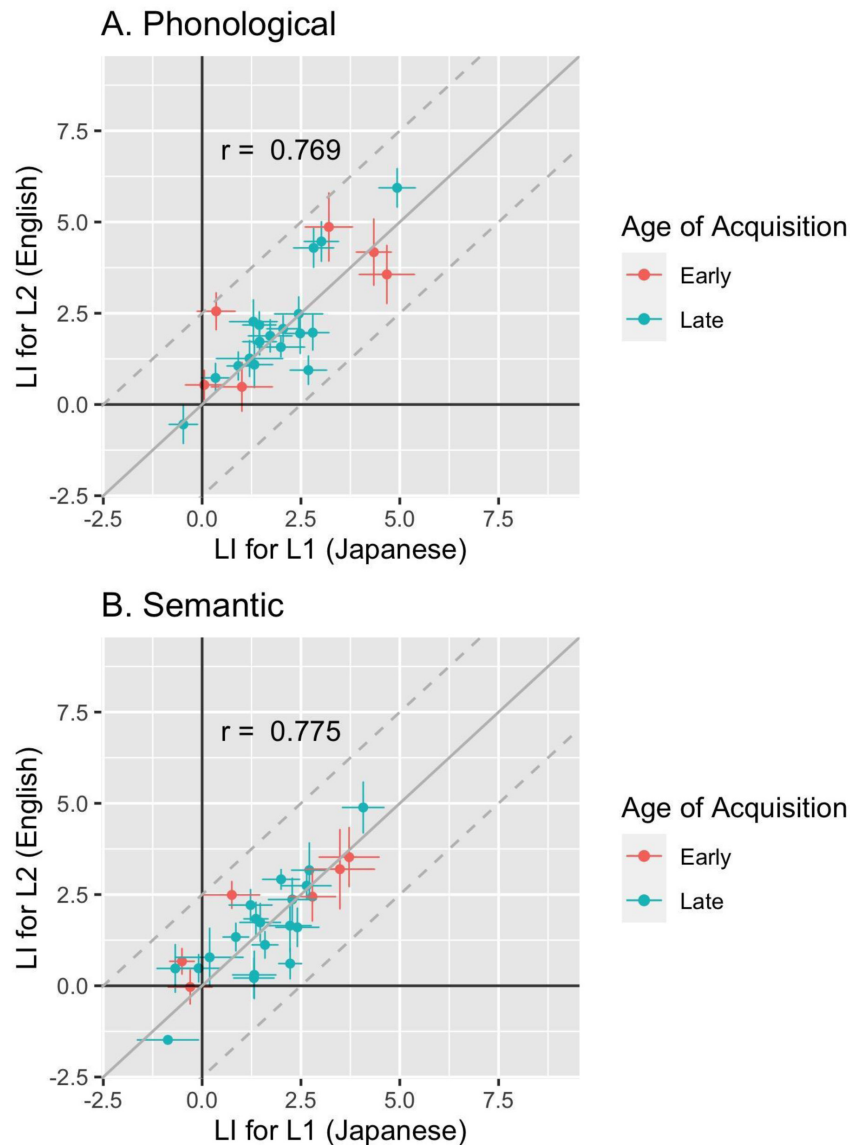 A. Phonological
7.5
5.0
2.5
0.0
-2.5
r = 0.769
-2.5 0.0 2.5 5.0 7.5
LI for L1 (Japanese)
LI for L2 (English)
Age of Acquisition
Early
Late
B. Semantic
7.5
5.0
2.5
0.0
-2.5
r = 0.775
-2.5 0.0 2.5 5.0 7.5
LI for L1 (Japanese)
LI for L2 (English)
Age of Acquisition
Early
Late